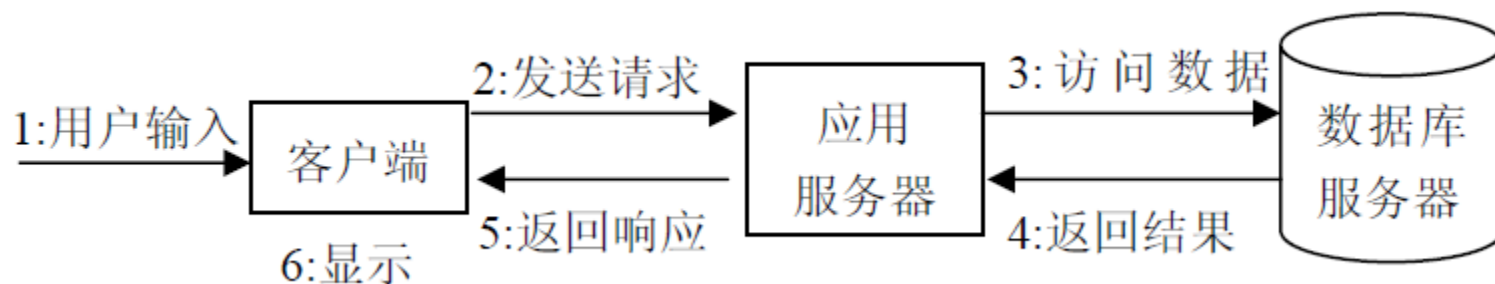 1:用户输入
客户端
6:显示
2:发送请求
5:返回响应
应用
服务器
3:访问数据
4:返回结果
数据库
服务器